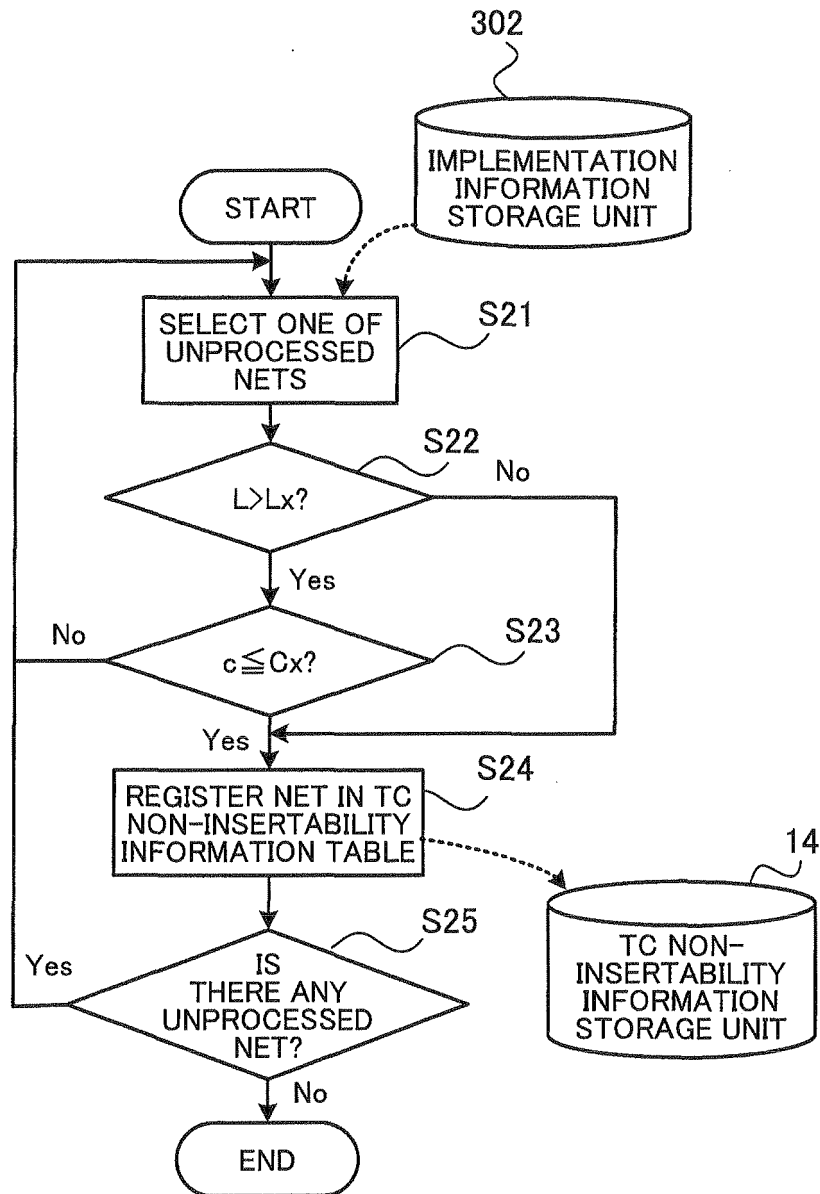 302
IMPLEMENTATION
INFORMATION
STORAGE UNIT
START
SELECT ONE OF
UNPROCESSED
NETS
S21
S22
L>Lx?
No
Yes
S23
c≦Cx?
No
Yes
S24
REGISTER NET IN TC
NON-INSERTABILITY
INFORMATION TABLE
14
TC NON-
INSERTABILITY
INFORMATION
STORAGE UNIT
S25
IS
THERE ANY
UNPROCESSED
NET?
Yes
No
END